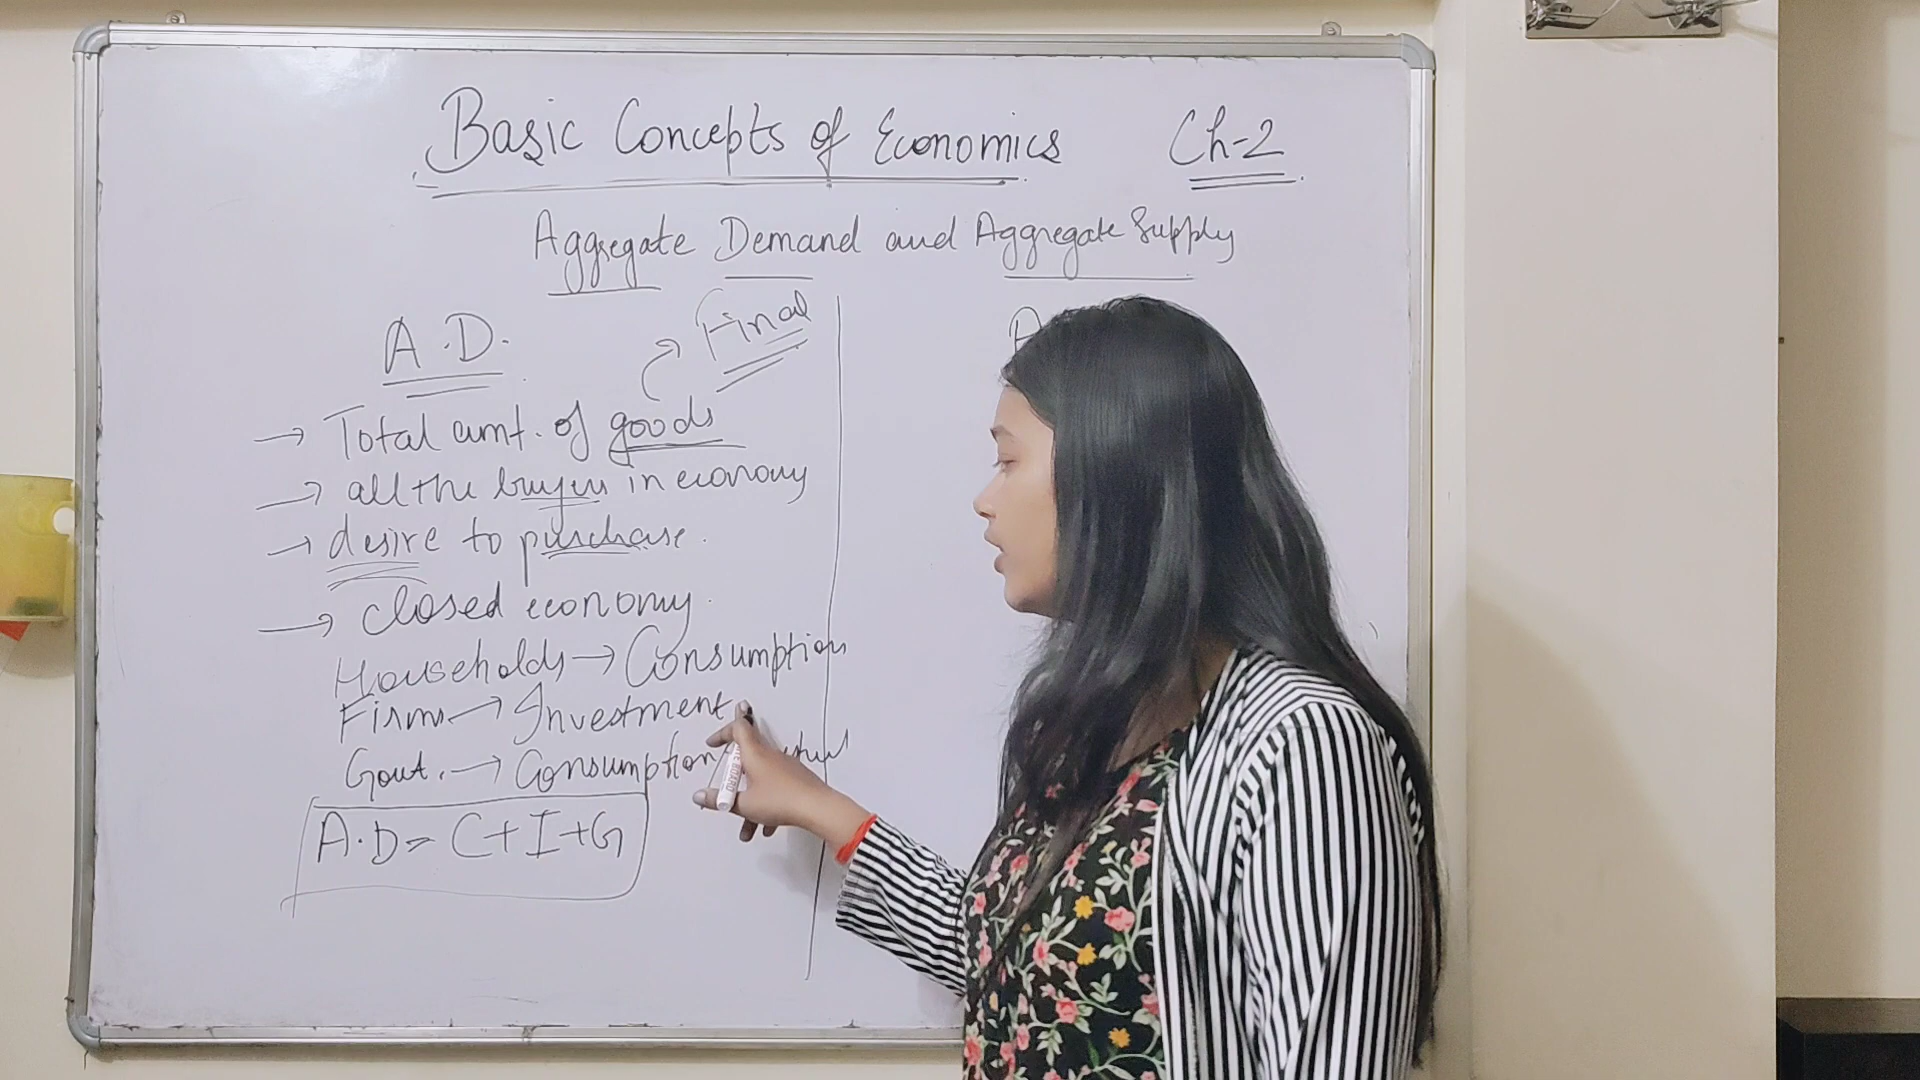 Basic Concepts of Economics Ch-2
Aggregate Demand and Aggregate Supply
A.D.
Final
→ Total amt. of goods
→ all the buyers in economy
→ desire to purchase.
→ closed economy.
Households → Consumption
Firms → Investment
Govt. → Consumption
A.D = C+I+G
A